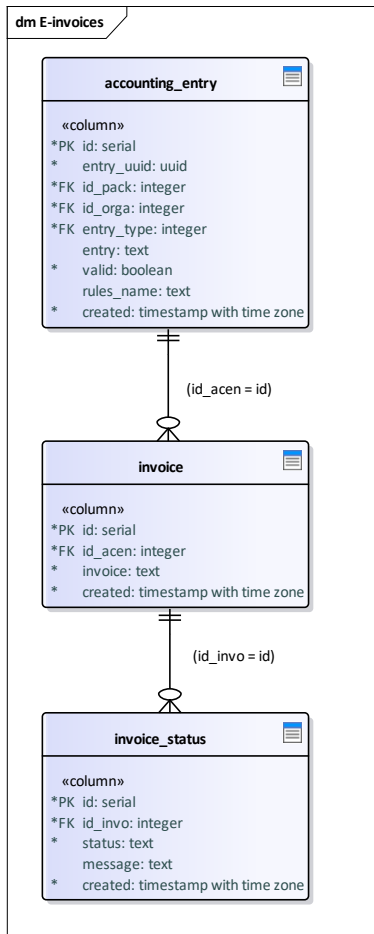 dm E-invoices
accounting_entry
«column»
*PK id: serial
* entry_uuid: uuid
*FK id_pack: integer
*FK id_orga: integer
*FK entry_type: integer
entry: text
* valid: boolean
rules_name: text
* created: timestamp with time zone
(id_acen = id)
invoice
«column»
*PK id: serial
*FK id_acen: integer
* invoice: text
* created: timestamp with time zone
(id_invo = id)
invoice_status
«column»
*PK id: serial
*FK id_invo: integer
* status: text
message: text
* created: timestamp with time zone